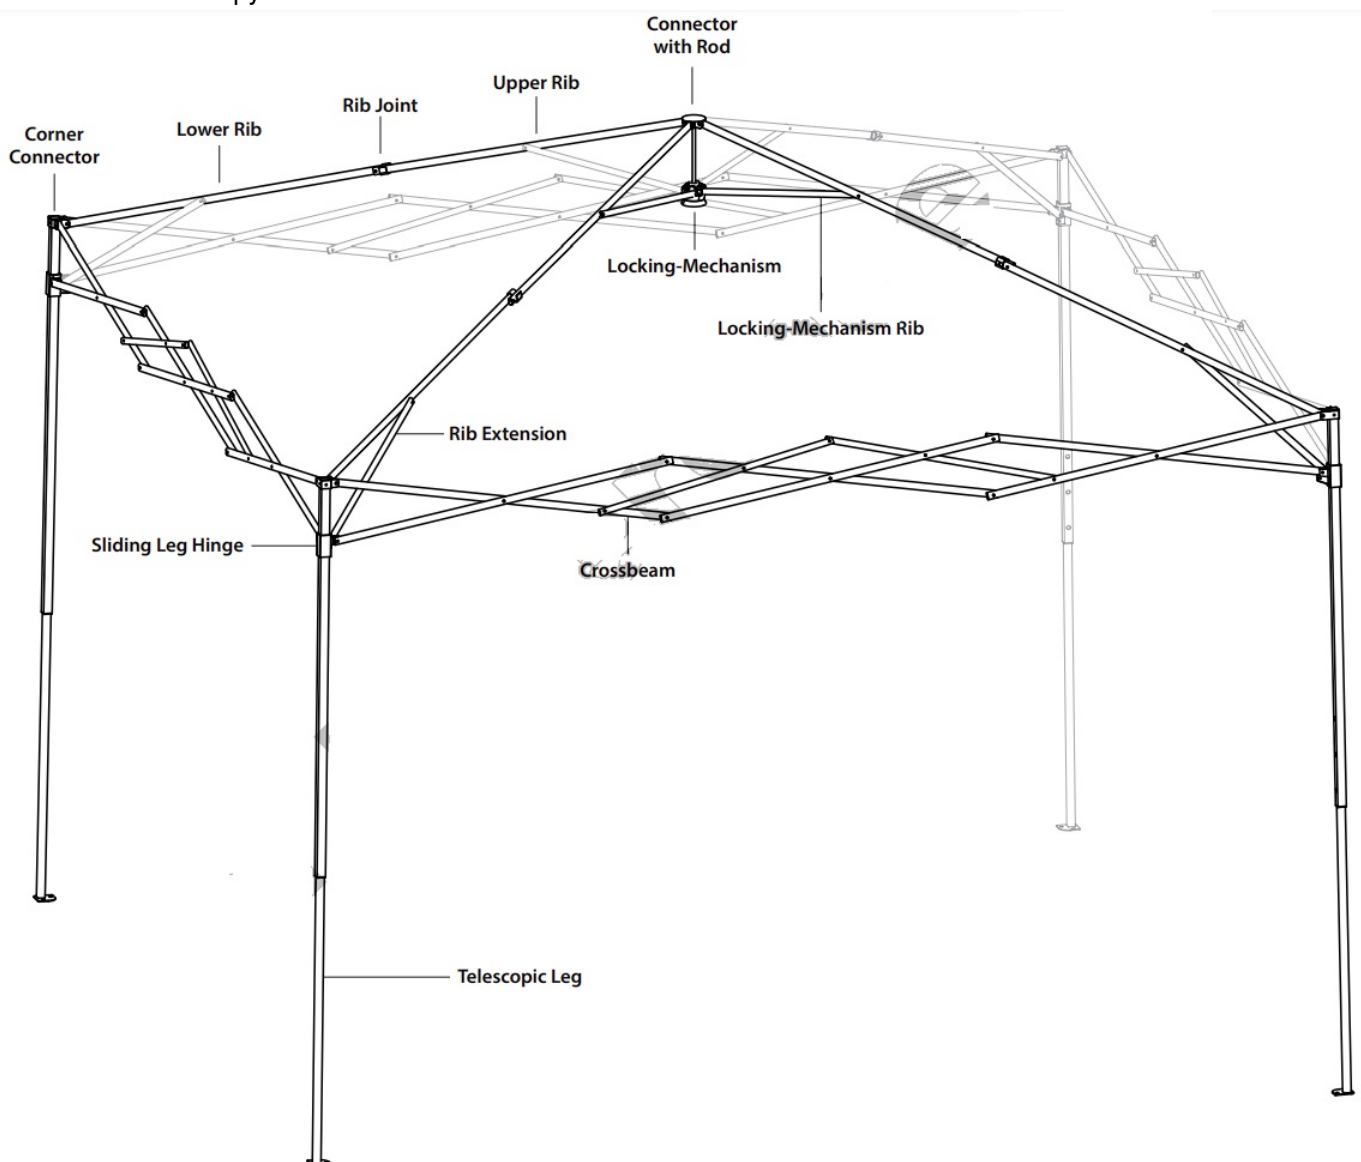 Connector
with Rod
Upper Rib
Rib Joint
Lower Rib
Corner
Connector
Locking-Mechanism
Locking-Mechanism Rib
Rib Extension
Sliding Leg Hinge
Crossbeam
Telescopic Leg